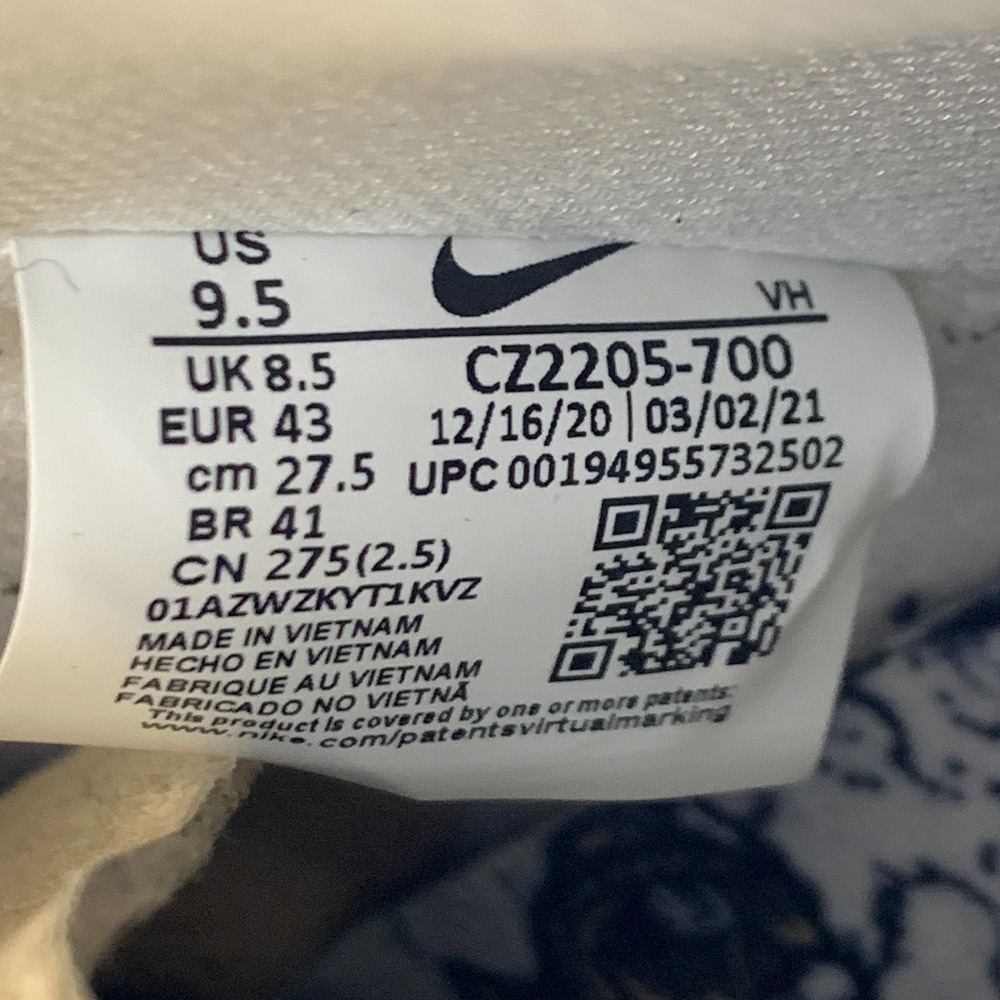 US
9.5
VH
UK 8.5
CZ2205-700
EUR 43
12/16/20 | 03/02/21
cm 27.5
UPC 00194955732502
BR 41
CN 275(2.5)
01AZWZKYT1KVZ
MADE IN VIETNAM
HECHO EN VIETNAM
FABRIQUE AU VIETNAM
FABRICADO NO VIETNÃ
This product is covered by one or more patents:
www.nike.com/patentsvirtualmarking